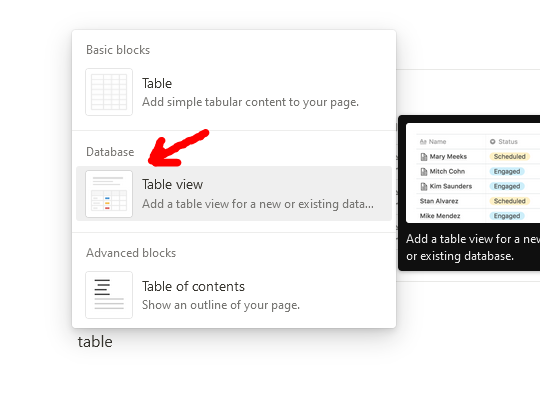 Basic blocks
Table
Add simple tabular content to your page.
Database
Table view
Add a table view for a new or existing data...
Advanced blocks
Table of contents
Show an outline of your page.
table
Aa Name Status
Mary Meeks Scheduled
Mitch Cohn Engaged
Kim Saunders Engaged
Stan Alvarez Scheduled
Mike Mendez Engaged
Add a table view for a new
or existing database.